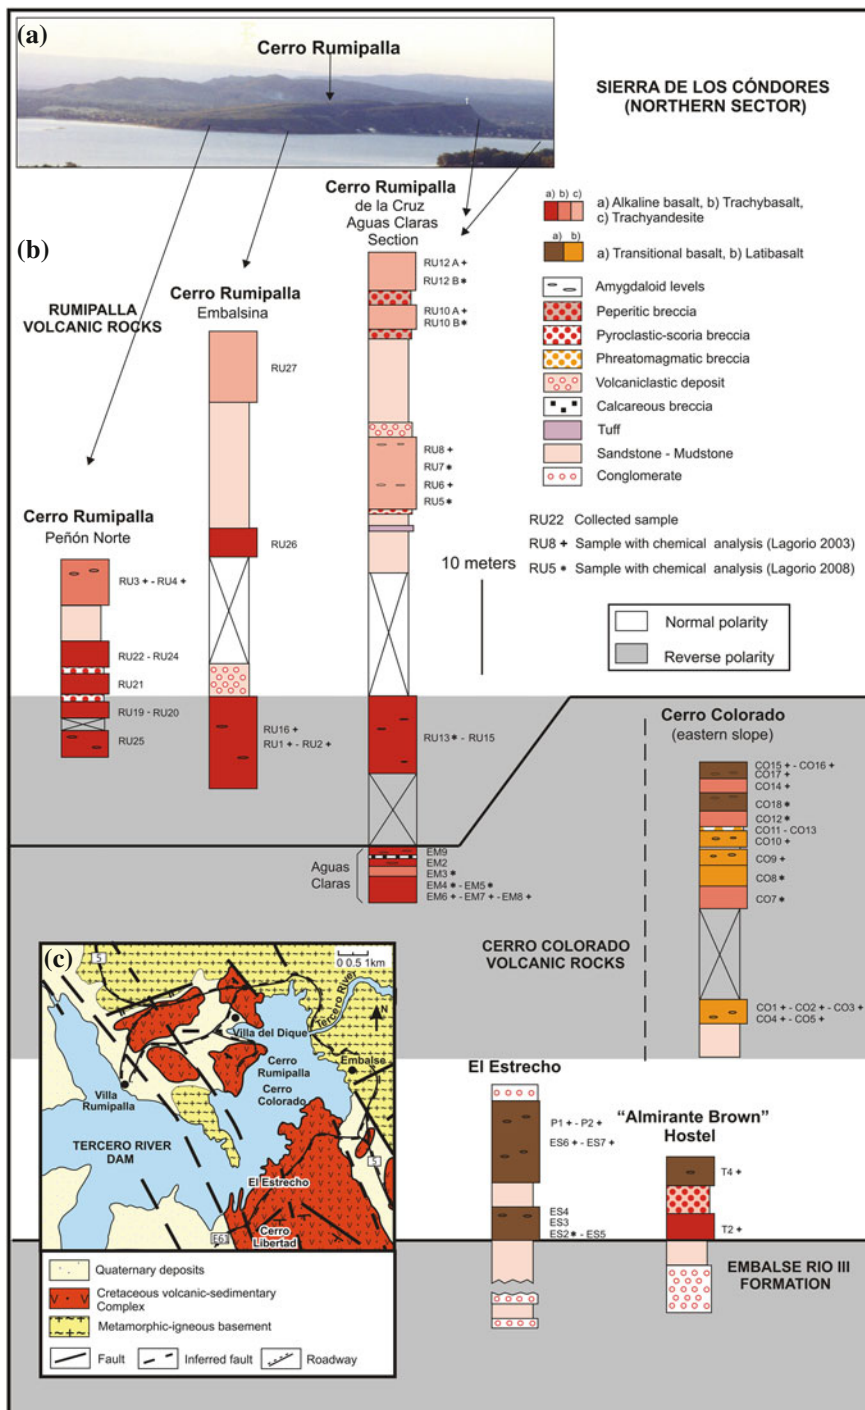 (a)
Cerro Rumipalla
SIERRA DE LOS CÓNDORES
(NORTHERN SECTOR)
(b)
RUMIPALLA
VOLCANIC ROCKS
Cerro Rumipalla
de la Cruz
Aguas Claras
Section
RU12 A +
RU12 B *
RU10 A +
RU10 B *
RU8 +
RU7 *
RU6 +
RU5 *
RU13 * - RU15
Aguas
Claras
EM9
EM2
EM3 *
EM4 * - EM5 *
EM6 + - EM7 + - EM8 +
Cerro Rumipalla
Embalsina
RU27
RU26
RU16 +
RU1 + - RU2 +
Cerro Rumipalla
Peñón Norte
RU3 + - RU4 +
RU22 - RU24
RU21
RU19 - RU20
RU25
a) b) c)
a) Alkaline basalt, b) Trachybasalt,
c) Trachyandesite
a) b)
a) Transitional basalt, b) Latibasalt
Amygdaloid levels
Peperitic breccia
Pyroclastic-scoria breccia
Phreatomagmatic breccia
Volcaniclastic deposit
Calcareous breccia
Tuff
Sandstone - Mudstone
Conglomerate
RU22 Collected sample
RU8 + Sample with chemical analysis (Lagorio 2003)
RU5 * Sample with chemical analysis (Lagorio 2008)
10 meters
Normal polarity
Reverse polarity
Cerro Colorado
(eastern slope)
CO15 + - CO16 +
CO17 +
CO14 +
CO18 *
CO12 *
CO11 - CO13
CO10 +
CO9 +
CO8 *
CO7 *
CO1 + - CO2 + - CO3 +
CO4 + - CO5 +
CERRO COLORADO
VOLCANIC ROCKS
El Estrecho
P1 + - P2 +
ES6 + - ES7 +
ES4
ES3
ES2 * - ES5
"Almirante Brown"
Hostel
T4 +
T2 +
EMBALSE RIO III
FORMATION
(c)
5
0 0.5 1km
N
Tercero River
Villa del Dique
Cerro
Rumipalla
Embalse
Cerro
Colorado
Villa
Rumipalla
TERCERO RIVER
DAM
El Estrecho
5
E61
Cerro
Libertad
Quaternary deposits
Cretaceous volcanic-sedimentary
Complex
Metamorphic-igneous basement
Fault
Inferred fault
Roadway